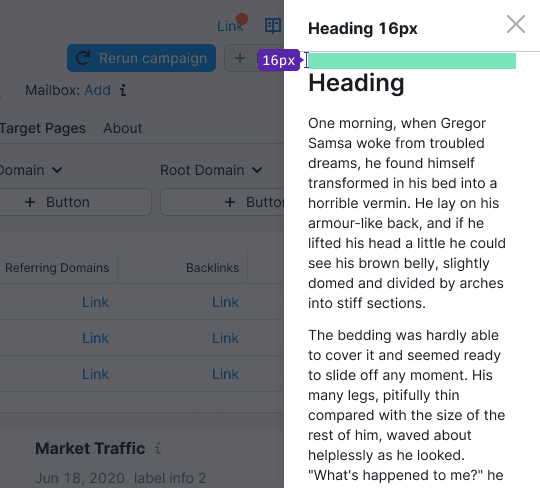 Link
Heading 16px
Rerun campaign
16px
Heading
Mailbox: Add
Target Pages About
Domain Root Domain
+ Button + Button
Referring Domains Backlinks
Link Link
Link Link
Link Link
Market Traffic
Jun 18, 2020 label info 2
One morning, when Gregor
Samsa woke from troubled
dreams, he found himself
transformed in his bed into a
horrible vermin. He lay on his
armour-like back, and if he
lifted his head a little he could
see his brown belly, slightly
domed and divided by arches
into stiff sections.
The bedding was hardly able
to cover it and seemed ready
to slide off any moment. His
many legs, pitifully thin
compared with the size of the
rest of him, waved about
helplessly as he looked.
"What's happened to me?" he